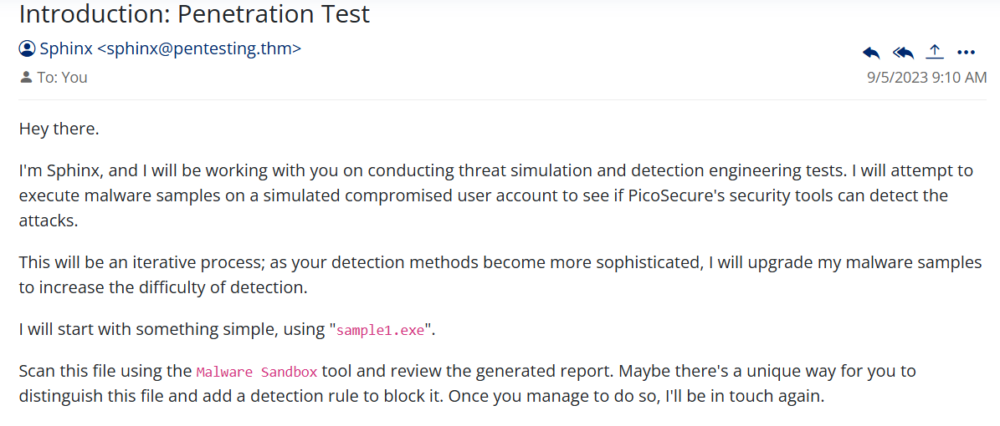 Introduction: Penetration Test
Sphinx <sphinx@pentesting.thm>
To: You
9/5/2023 9:10 AM
Hey there.
I'm Sphinx, and I will be working with you on conducting threat simulation and detection engineering tests. I will attempt to
execute malware samples on a simulated compromised user account to see if PicoSecure's security tools can detect the
attacks.
This will be an iterative process; as your detection methods become more sophisticated, I will upgrade my malware samples
to increase the difficulty of detection.
I will start with something simple, using "sample1.exe".
Scan this file using the Malware Sandbox tool and review the generated report. Maybe there's a unique way for you to
distinguish this file and add a detection rule to block it. Once you manage to do so, I'll be in touch again.